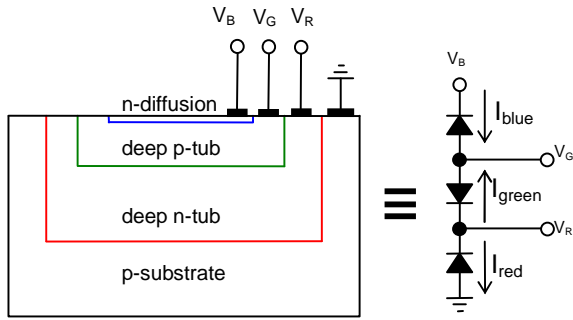 V_B V_G V_R
n-diffusion
deep p-tub
deep n-tub
p-substrate
V_B
I_blue
V_G
I_green
V_R
I_red